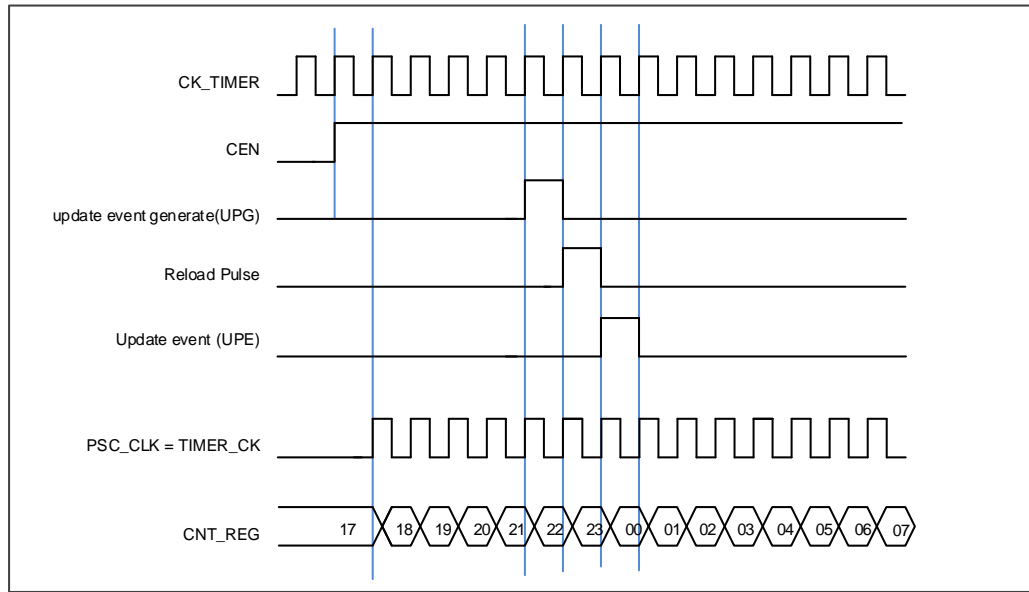 CK_TIMER
CEN
update event generate(UPG)
Reload Pulse
Update event (UPE)
PSC_CLK = TIMER_CK
CNT_REG 17 18 19 20 21 22 23 00 01 02 03 04 05 06 07